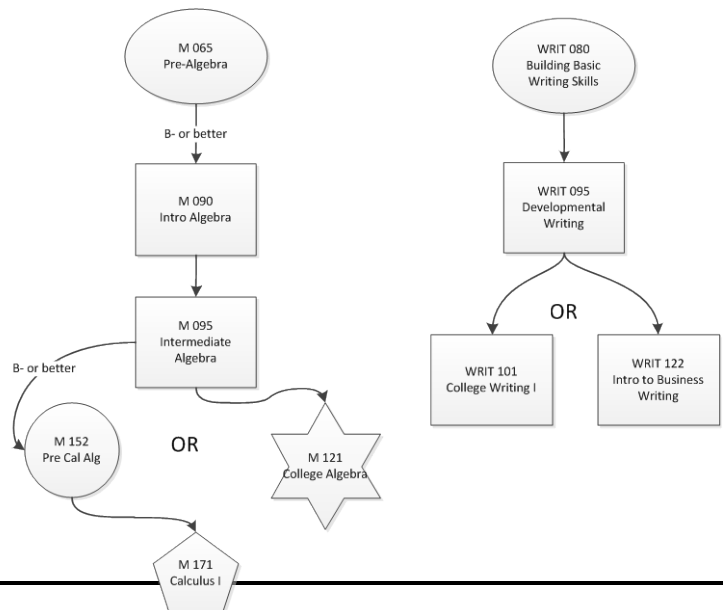 M 065
Pre-Algebra
B- or better
M 090
Intro Algebra
M 095
Intermediate
Algebra
B- or better
M 152
Pre Cal Alg
OR
M 121
College Algebra
M 171
Calculus I
WRIT 080
Building Basic
Writing Skills
WRIT 095
Developmental
Writing
OR
WRIT 101
College Writing I
WRIT 122
Intro to Business
Writing